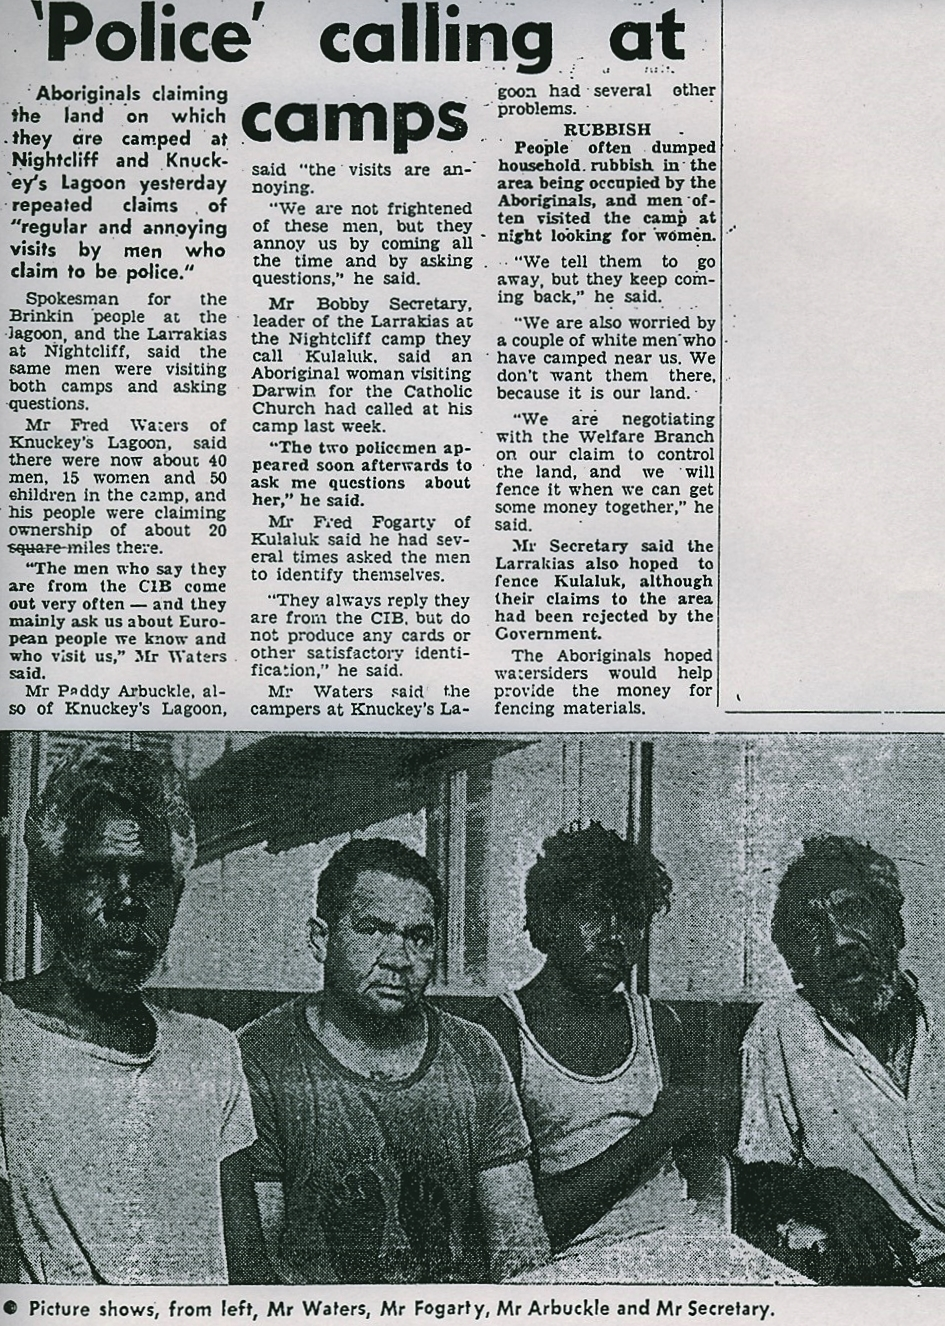 'Police' calling at
camps
Aboriginals claiming
the land on which
they are camped at
Nightcliff and Knuck-
ey's Lagoon yesterday
repeated claims of
"regular and annoying
visits by men who
claim to be police."
Spokesman for the
Brinkin people at the
lagoon, and the Larrakias
at Nightcliff, said the
same men were visiting
both camps and asking
questions.
Mr Fred Waters of
Knuckey's Lagoon, said
there were now about 40
men, 15 women and 50
children in the camp, and
his people were claiming
ownership of about 20
square miles there.
"The men who say they
are from the CIB come
out very often — and they
mainly ask us about Euro-
pean people we know and
who visit us," Mr Waters
said.
Mr Paddy Arbuckle, al-
so of Knuckey's Lagoon,
said "the visits are an-
noying.
"We are not frightened
of these men, but they
annoy us by coming all
the time and by asking
questions," he said.
Mr Bobby Secretary,
leader of the Larrakias at
the Nightcliff camp they
call Kulaluk, said an
Aboriginal woman visiting
Darwin for the Catholic
Church had called at his
camp last week.
"The two policemen ap-
peared soon afterwards to
ask me questions about
her," he said.
Mr Fred Fogarty of
Kulaluk said he had sev-
eral times asked the men
to identify themselves.
"They always reply they
are from the CIB, but do
not produce any cards or
other satisfactory identi-
fication," he said.
Mr Waters said the
campers at Knuckey's La-
goon had several other
problems.
RUBBISH
People often dumped
household rubbish in the
area being occupied by the
Aboriginals, and men of-
ten visited the camp at
night looking for women.
"We tell them to go
away, but they keep com-
ing back," he said.
"We are also worried by
a couple of white men who
have camped near us. We
don't want them there,
because it is our land.
"We are negotiating
with the Welfare Branch
on our claim to control
the land, and we will
fence it when we can get
some money together," he
said.
Mr Secretary said the
Larrakias also hoped to
fence Kulaluk, although
their claims to the area
had been rejected by the
Government.
The Aboriginals hoped
watersiders would help
provide the money for
fencing materials.
Picture shows, from left, Mr Waters, Mr Fogarty, Mr Arbuckle and Mr Secretary.